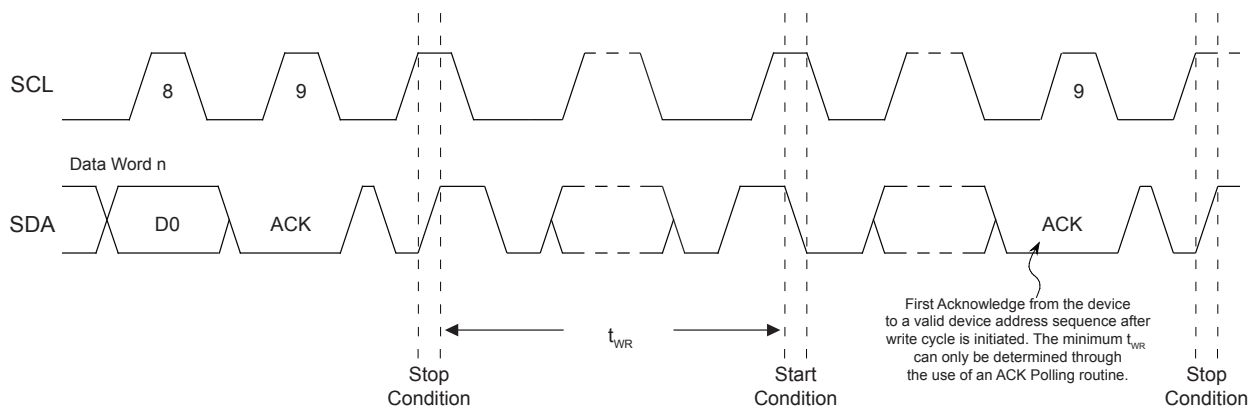 SCL
8
9
9
Data Word n
SDA
D0
ACK
ACK
First Acknowledge from the device
to a valid device address sequence after
write cycle is initiated. The minimum tWR
can only be determined through
the use of an ACK Polling routine.
tWR
Stop
Condition
Start
Condition
Stop
Condition